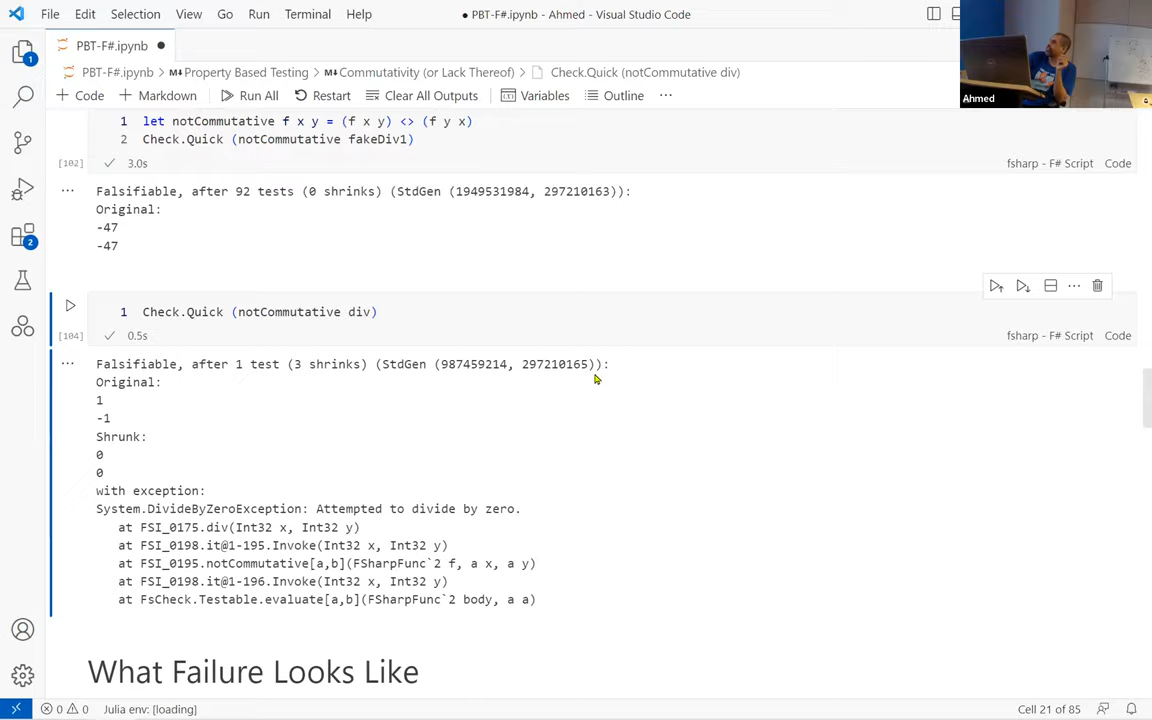 File Edit Selection View Go Run Terminal Help
● PBT-F#.ipynb - Ahmed - Visual Studio Code
PBT-F#.ipynb ●
PBT-F#.ipynb > Property Based Testing > Commutativity (or Lack Thereof) > Check.Quick (notCommutative div)
+ Code + Markdown Run All Restart Clear All Outputs Variables Outline ...
1 let notCommutative f x y = (f x y) <> (f y x)
2 Check.Quick (notCommutative fakeDiv1)
[102] ✓ 3.0s fsharp - F# Script Code
... Falsifiable, after 92 tests (0 shrinks) (StdGen (1949531984, 297210163)):
Original:
-47
-47
1 Check.Quick (notCommutative div)
[104] ✓ 0.5s fsharp - F# Script Code
... Falsifiable, after 1 test (3 shrinks) (StdGen (987459214, 297210165)):
Original:
1
-1
Shrunk:
0
0
with exception:
System.DivideByZeroException: Attempted to divide by zero.
at FSI_0175.div(Int32 x, Int32 y)
at FSI_0198.it@1-195.Invoke(Int32 x, Int32 y)
at FSI_0195.notCommutative[a,b](FSharpFunc`2 f, a x, a y)
at FSI_0198.it@1-196.Invoke(Int32 x, Int32 y)
at FsCheck.Testable.evaluate[a,b](FSharpFunc`2 body, a a)
What Failure Looks Like
0 0 Julia env: [loading] Cell 21 of 85
Ahmed
1
2